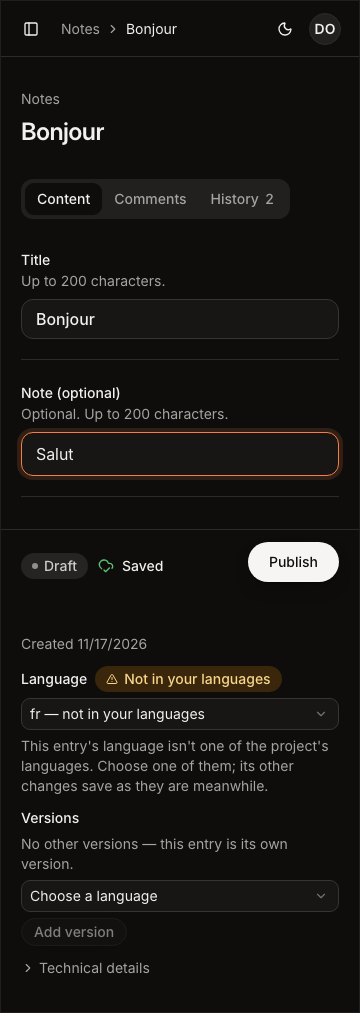 Notes > Bonjour
DO
Notes
Bonjour
Content Comments History 2
Title
Up to 200 characters.
Bonjour
Note (optional)
Optional. Up to 200 characters.
Salut
Draft Saved Publish
Created 11/17/2026
Language Not in your languages
fr — not in your languages
This entry's language isn't one of the project's
languages. Choose one of them; its other
changes save as they are meanwhile.
Versions
No other versions — this entry is its own
version.
Choose a language
Add version
Technical details